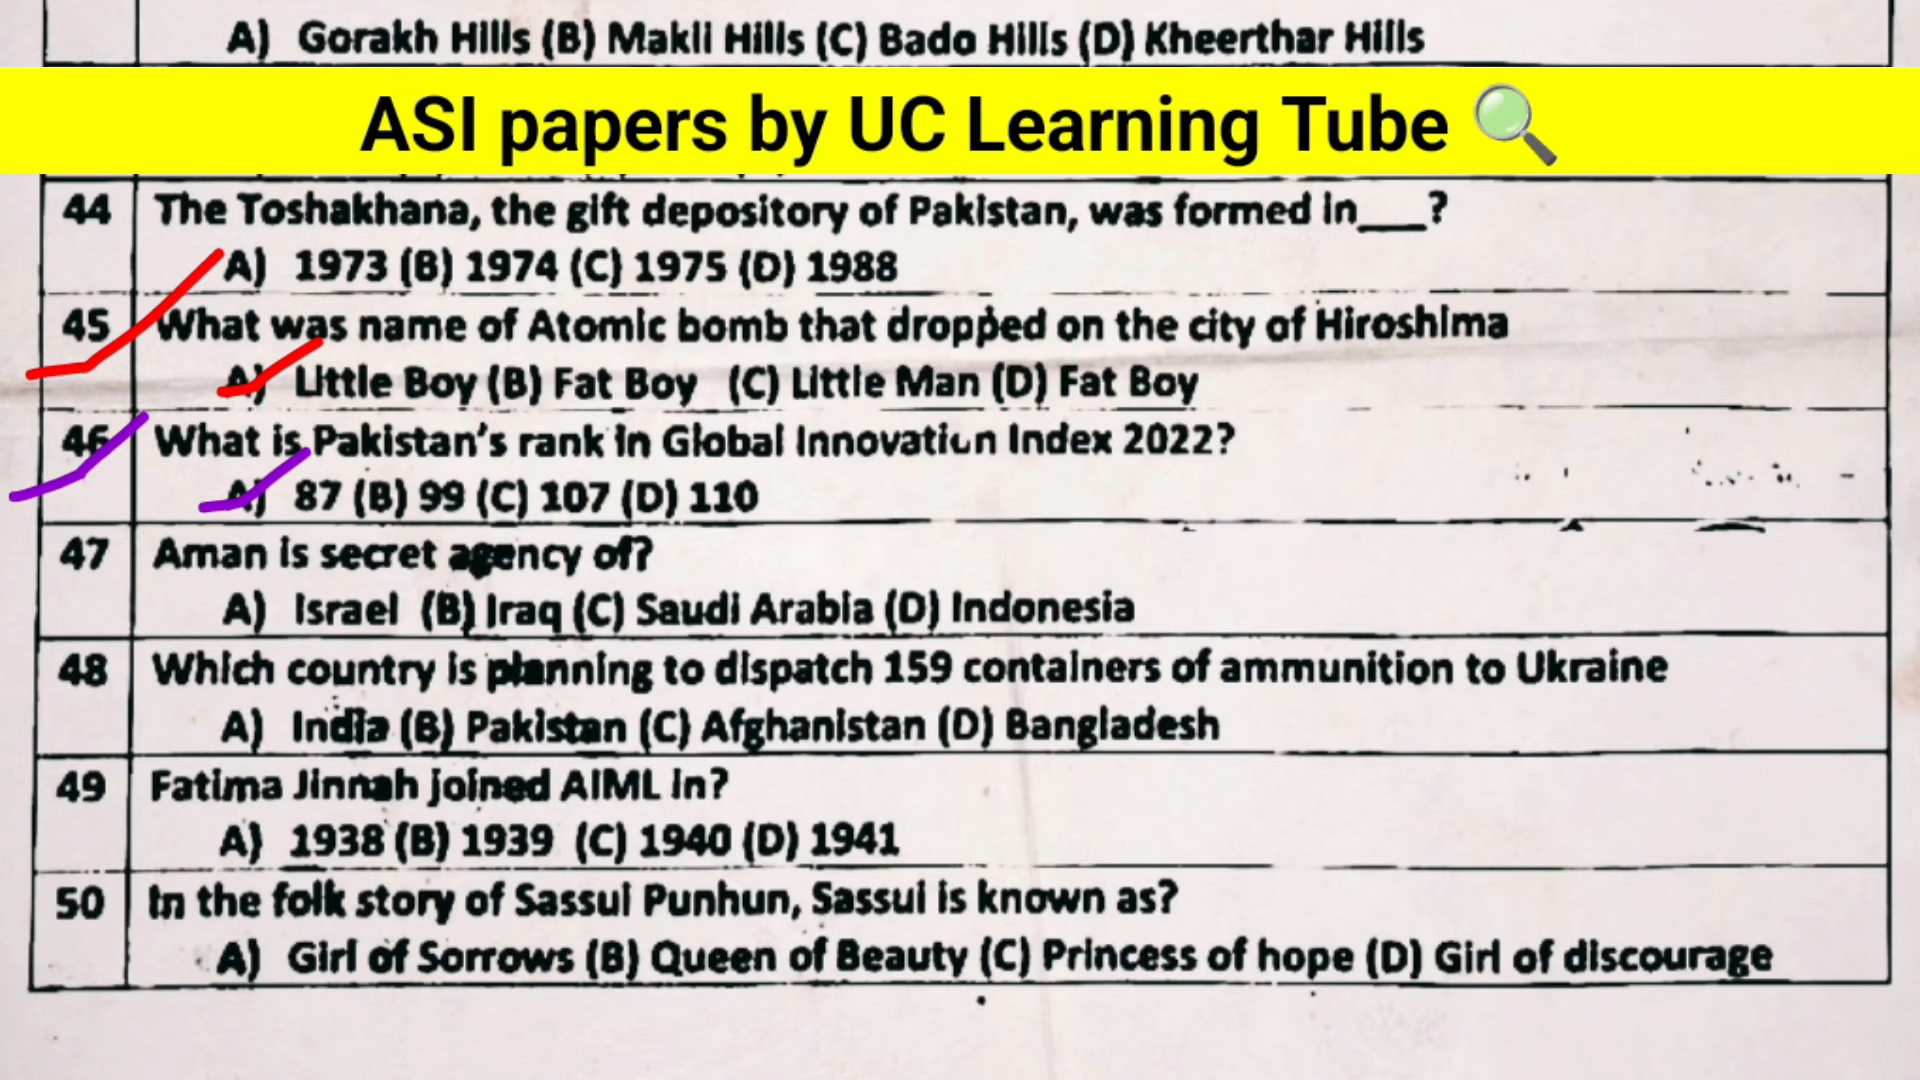 A) Gorakh Hills (B) Makli Hills (C) Bado Hills (D) Kheerthar Hills
ASI papers by UC Learning Tube
44 The Toshakhana, the gift depository of Pakistan, was formed in___?
A) 1973 (B) 1974 (C) 1975 (D) 1988
45 What was name of Atomic bomb that dropped on the city of Hiroshima
A) Little Boy (B) Fat Boy (C) Little Man (D) Fat Boy
46 What is Pakistan's rank in Global Innovation Index 2022?
A) 87 (B) 99 (C) 107 (D) 110
47 Aman is secret agency of?
A) Israel (B) Iraq (C) Saudi Arabia (D) Indonesia
48 Which country is planning to dispatch 159 containers of ammunition to Ukraine
A) India (B) Pakistan (C) Afghanistan (D) Bangladesh
49 Fatima Jinnah joined AIML in?
A) 1938 (B) 1939 (C) 1940 (D) 1941
50 In the folk story of Sassui Punhun, Sassui is known as?
A) Girl of Sorrows (B) Queen of Beauty (C) Princess of hope (D) Girl of discourage